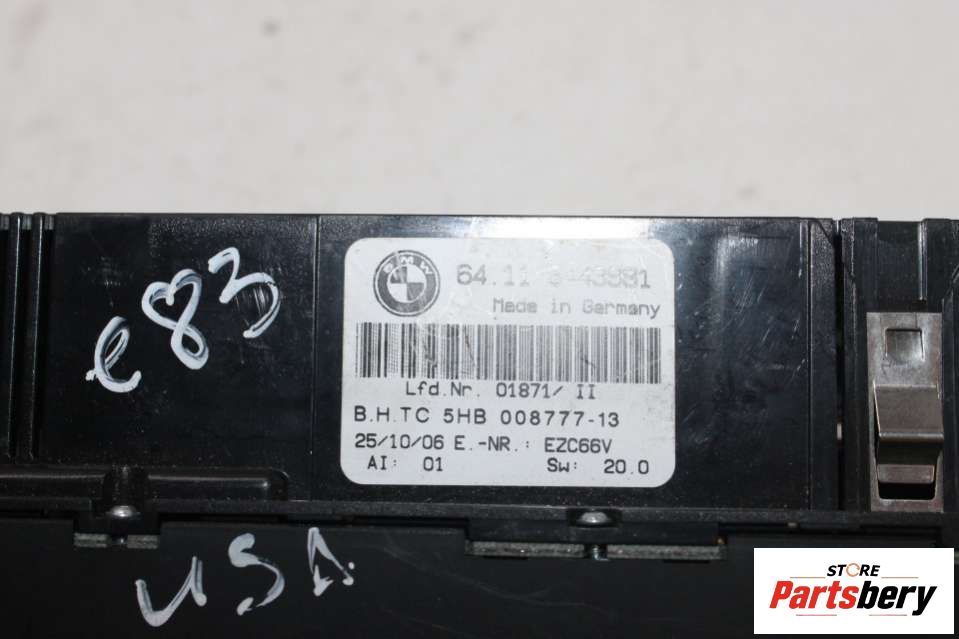 e83
BMW
64.11
Made in Germany
Lfd.Nr. 01871/ II
B.H.TC 5HB 008777-13
25/10/06 E.-NR.: EZC66V
AI: 01 Sw: 20.0
USA
STORE
Partsbery